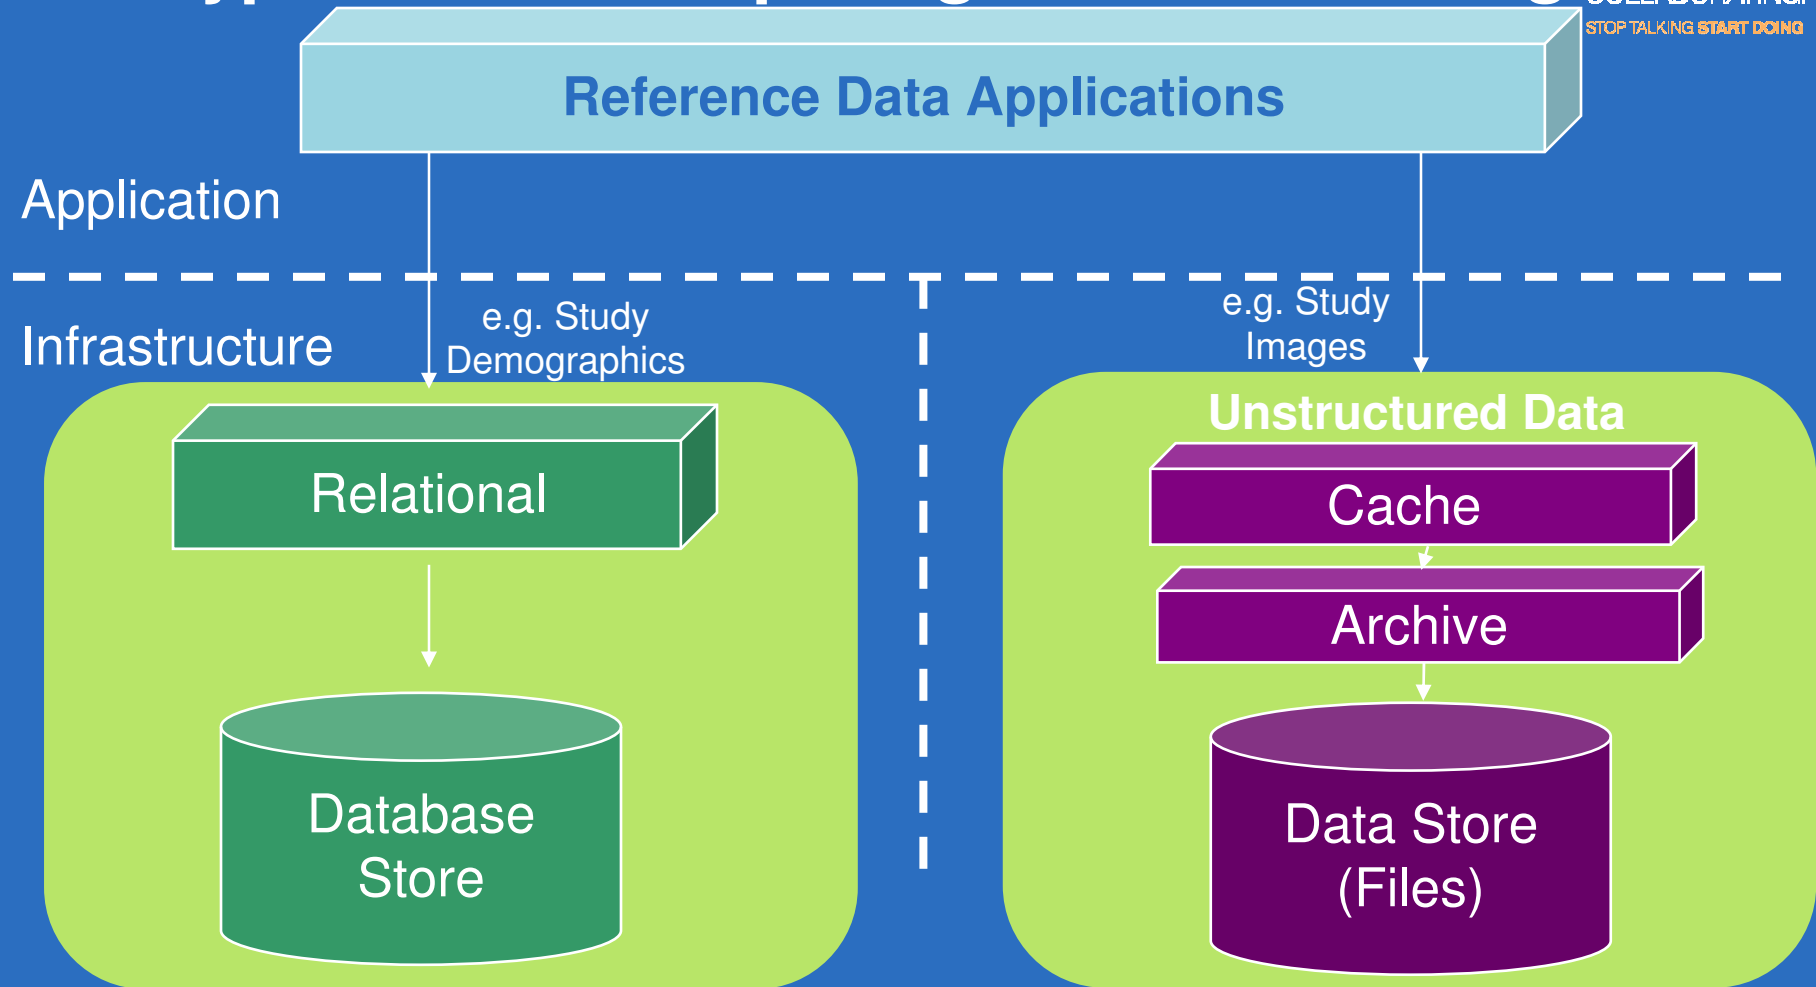 STOP TALKING START DOING
Reference Data Applications
Application
e.g. Study
Demographics
e.g. Study
Images
Infrastructure
Unstructured Data
Relational
Cache
Archive
Database
Store
Data Store
(Files)